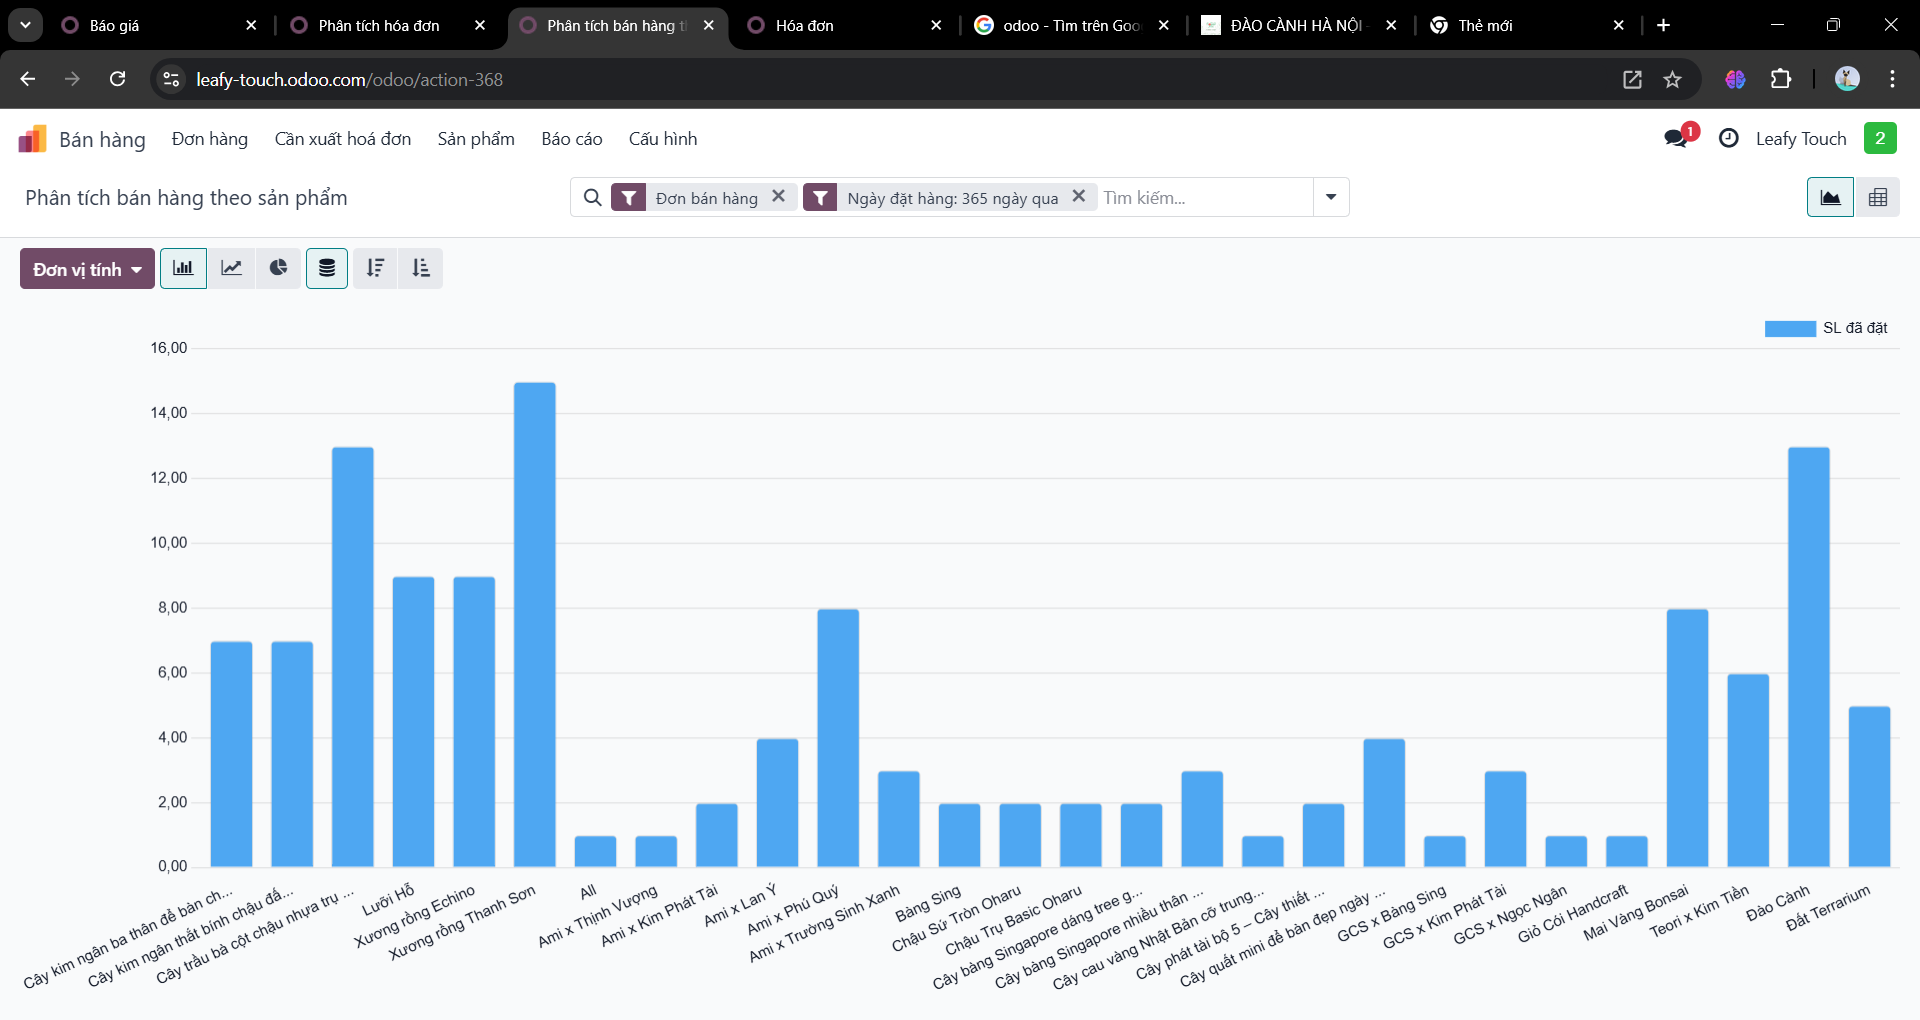 Báo giá
Phân tích hóa đơn
Phân tích bán hàng t
Hóa đơn
odoo - Tìm trên Goo
ĐÀO CÀNH HÀ NỘI -
Thẻ mới
leafy-touch.odoo.com/odoo/action-368
Bán hàng
Đơn hàng
Cần xuất hoá đơn
Sản phẩm
Báo cáo
Cấu hình
1
Leafy Touch
2
Phân tích bán hàng theo sản phẩm
Đơn bán hàng
Ngày đặt hàng: 365 ngày qua
Tìm kiếm...
Đơn vị tính
SL đã đặt
16,00
14,00
12,00
10,00
8,00
6,00
4,00
2,00
0,00
Cây kim ngân ba thân để bàn ch...
Cây kim ngân thắt bính chậu đấ...
Cây trầu bà cột chậu nhựa trụ ...
Lưỡi Hổ
Xương rồng Echino
Xương rồng Thanh Sơn
All
Ami x Thịnh Vượng
Ami x Kim Phát Tài
Ami x Lan Ý
Ami x Phú Quý
Ami x Trường Sinh Xanh
Bàng Sing
Chậu Sứ Tròn Oharu
Chậu Trụ Basic Oharu
Cây bàng Singapore dáng tree g...
Cây bàng Singapore nhiều thân ...
Cây cau vàng Nhật Bản cỡ trung...
Cây phát tài bộ 5 – Cây thiết ...
Cây quất mini để bàn đẹp ngày ...
GCS x Bàng Sing
GCS x Kim Phát Tài
GCS x Ngọc Ngân
Giỏ Cói Handcraft
Mai Vàng Bonsai
Teori x Kim Tiền
Đào Cành
Đất Terrarium